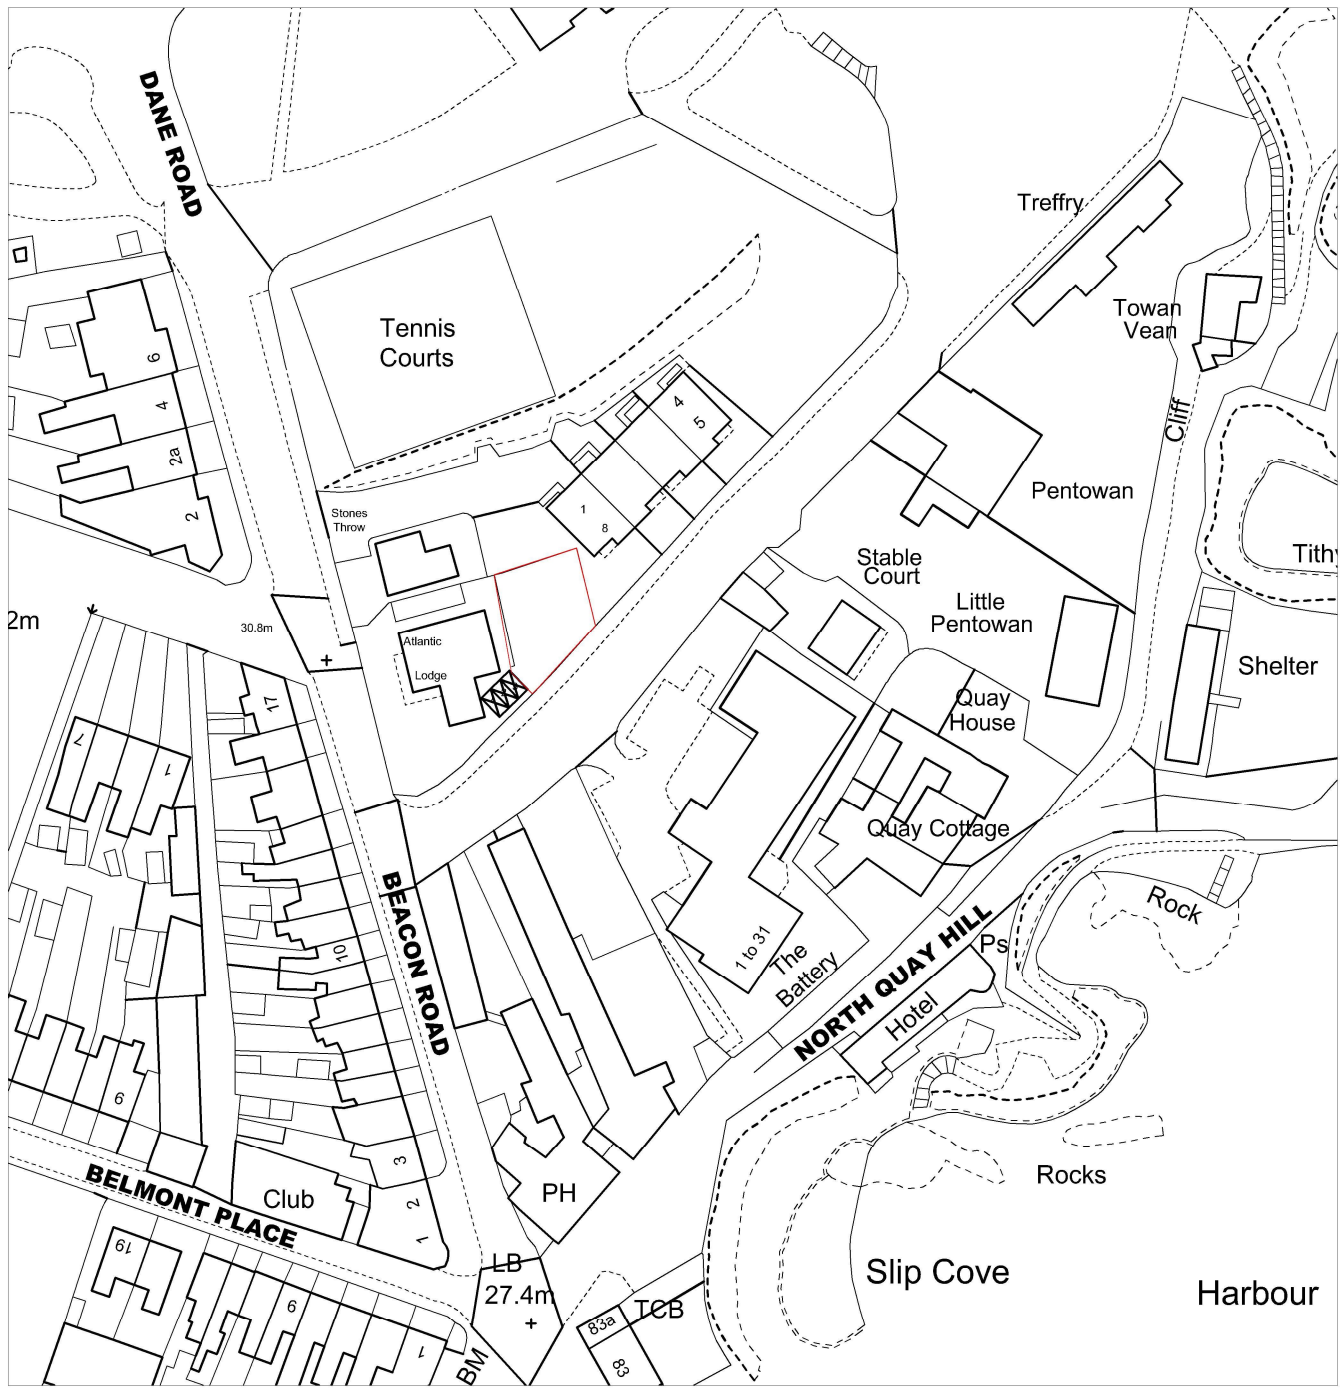 DANE ROAD
Treffry
Towan
Vean
Tennis
Courts
6
4
2a
2
4
5
1
8
Cliff
Pentowan
Stones
Throw
Stable
Court
Tithy
Little
Pentowan
2m
30.8m
Atlantic
Lodge
Shelter
Quay
House
17
7
1
Quay Cottage
BEACON ROAD
Rock
10
1 to 31
The
Battery
Ps
NORTH QUAY HILL
Hotel
9
3
2
1
Rocks
BELMONT PLACE
Club
PH
19
9
1
LB
27.4m
Slip Cove
Harbour
TCB
83a
83
BM